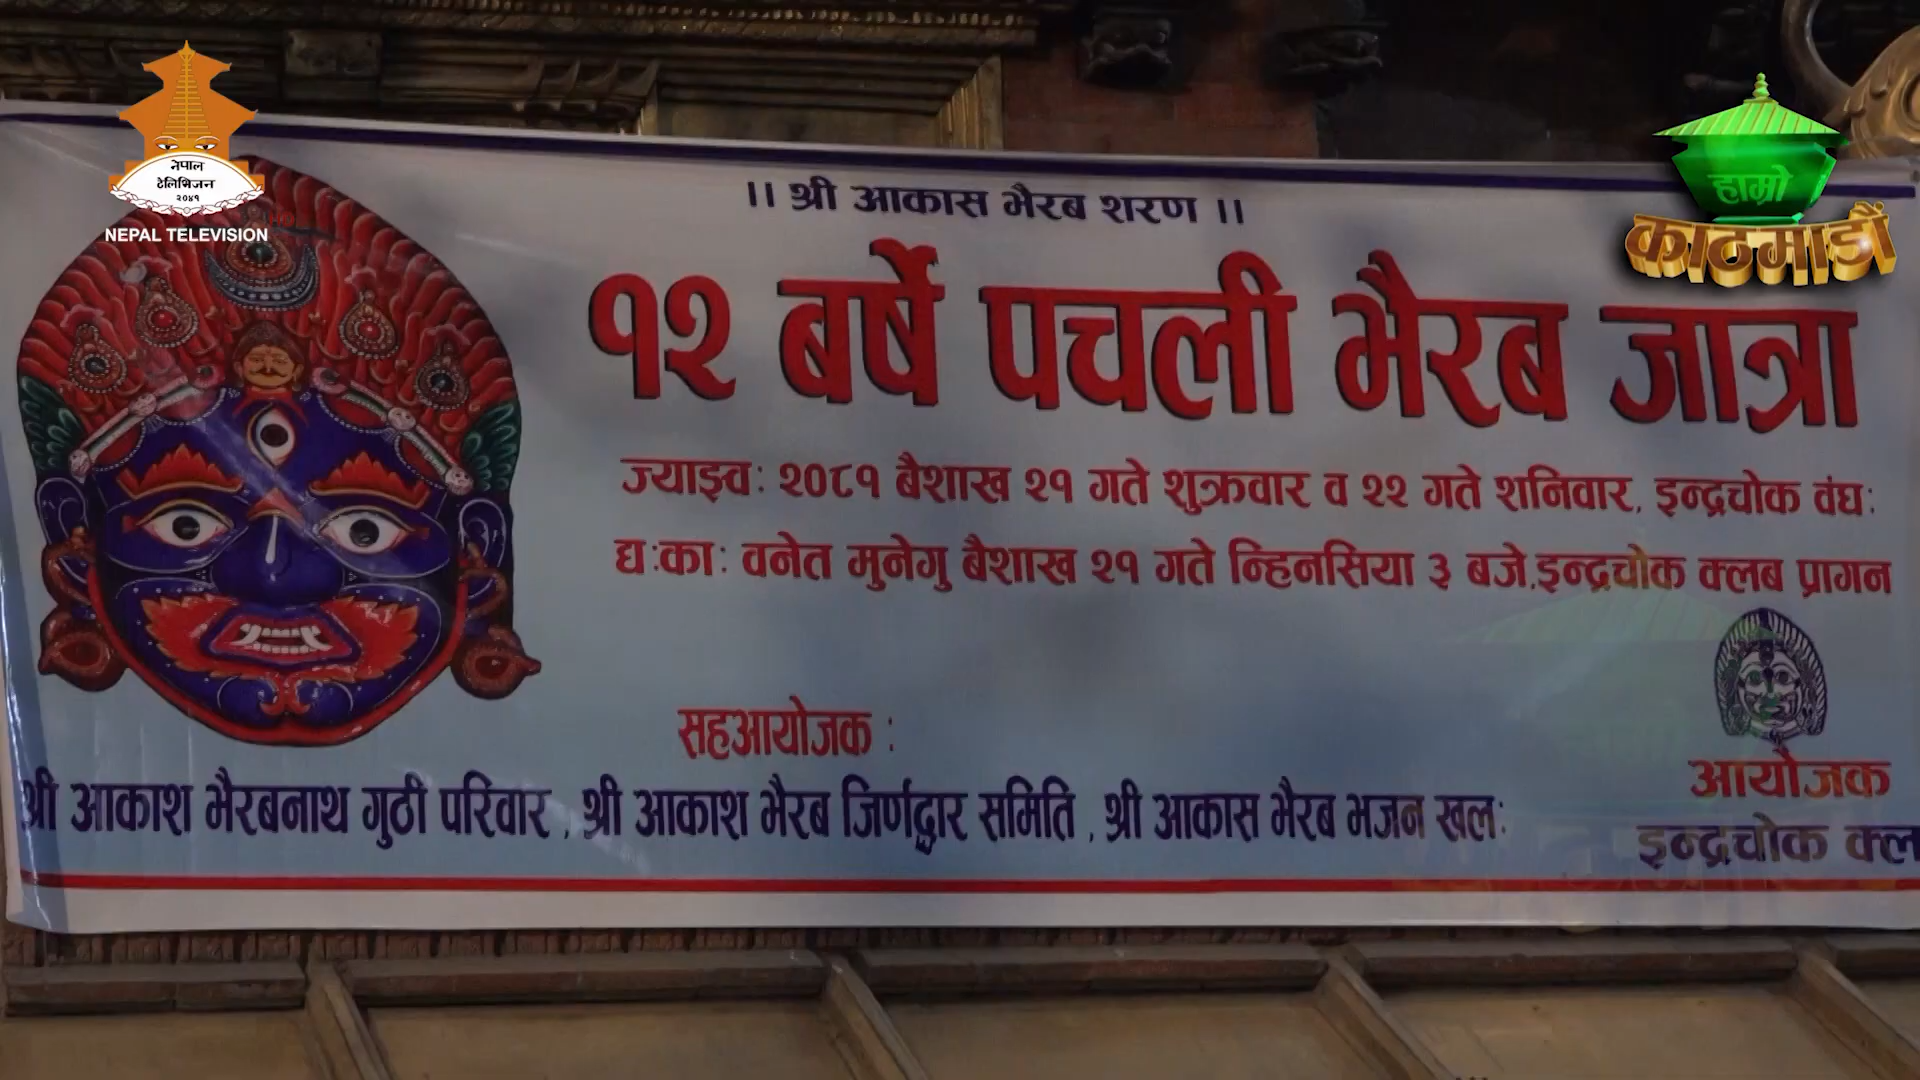 नेपाल
टेलिभिजन
२०४१
NEPAL TELEVISION
हाम्रो
काठमाडौं
।। श्री आकास भैरब शरण ।।
१२ बर्षे पचली भैरब जात्रा
ज्याझ्वः २०८१ बैशाख २१ गते शुक्रवार व २२ गते शनिवार, इन्द्रचोक वंघः
द्यःकाः वनेत मुनेगु बैशाख २१ गते न्हिनसिया ३ बजे,इन्द्रचोक क्लब प्रागन
सहआयोजक :
श्री आकाश भैरबनाथ गुठी परिवार , श्री आकाश भैरब जिर्णद्वार समिति , श्री आकास भैरब भजन खलः
आयोजक
इन्द्रचोक क्ल